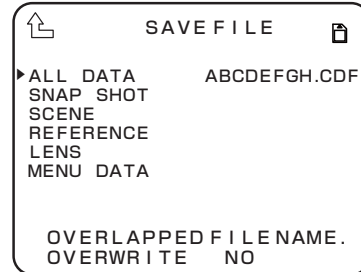 SAVE FILE
ALL DATA ABCDEFGH.CDF
SNAP SHOT
SCENE
REFERENCE
LENS
MENU DATA
OVERLAPPED FILE NAME.
OVERWRITE NO